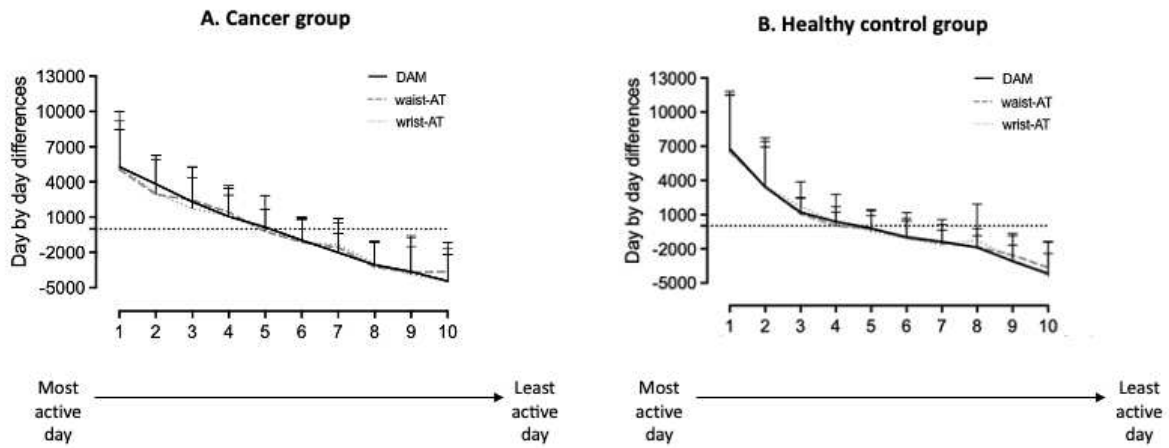 A. Cancer group
Day by day differences
13000
10000
7000
4000
1000
-2000
-5000
DAM
waist-AT
wrist-AT
1 2 3 4 5 6 7 8 9 10
Most
active
day
Least
active
day
B. Healthy control group
Day by day differences
13000
10000
7000
4000
1000
-2000
-5000
DAM
waist-AT
wrist-AT
1 2 3 4 5 6 7 8 9 10
Most
active
day
Least
active
day